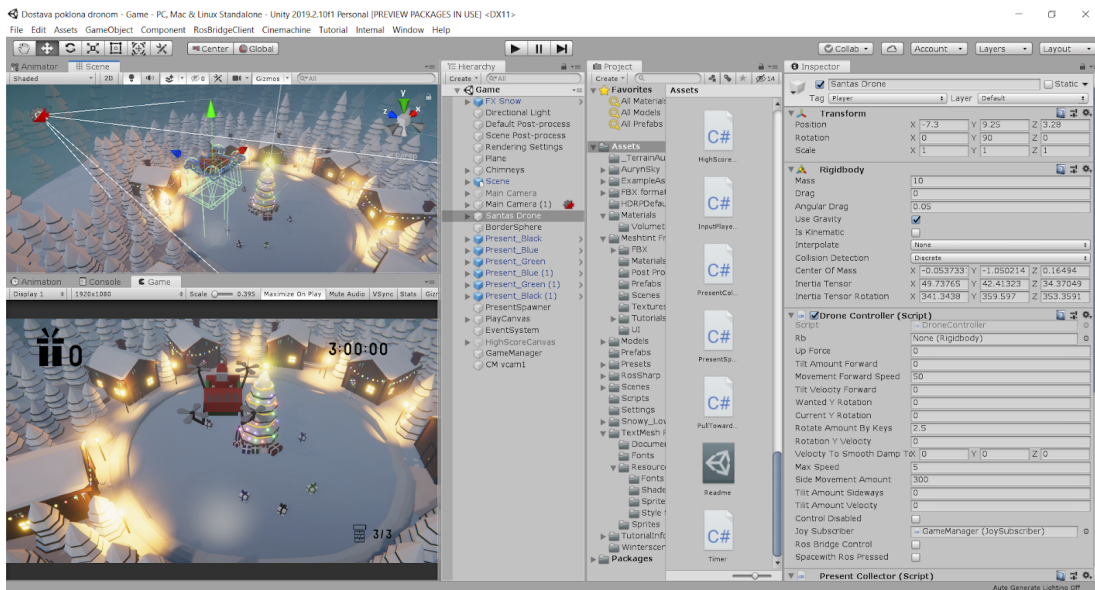 Dostava poklona dronom - Game - PC, Mac & Linux Standalone - Unity 2019.2.10f1 Personal [PREVIEW PACKAGES IN USE] <DX11>
File Edit Assets GameObject Component RosBridgeClient Cinemachine Tutorial Internal Window Help
Center Global Collab Account Layers Layout
Animator Scene
Shaded 2D Gizmos All
y
z x
Persp
Animation Console Game
Display 1 1920x1080 Scale 0.395 Maximize On Play Mute Audio VSync Stats Giz
0 3:00:00
3/3
Hierarchy
Create All
Game
FX Snow
Directional Light
Default Post-process
Scene Post-process
Rendering Settings
Plane
Chimneys
Scene
Main Camera
Main Camera (1)
Santas Drone
BorderSphere
Present_Black
Present_Blue
Present_Green
Present_Blue (1)
Present_Green (1)
Present_Black (1)
PresentSpawner
PlayCanvas
EventSystem
HighScoreCanvas
GameManager
CM vcam1
Project
Create 14
Favorites
All Material
All Models
All Prefabs
Assets
_TerrainAu
AurynSky
ExampleAs
FBX format
HDRPDefau
Materials
Volumet
Meshtint Fr
FBX
Materials
Post Pro
Prefabs
Scenes
Textures
Tutorials
UI
Models
Prefabs
Presets
RosSharp
Scenes
Scripts
Settings
Snowy_Lov
TextMesh F
Documer
Fonts
Resourc
Fonts
Shade
Sprite
Style
Sprites
TutorialInfo
Winterscen
Packages
Assets
C#
HighScore...
C#
InputPlaye...
C#
PresentCol...
C#
PresentSp...
C#
PullToward...
Readme
C#
Timer
Inspector
Santas Drone Static
Tag Player Layer Default
Transform
Position X -7.3 Y 9.25 Z 3.28
Rotation X 0 Y 90 Z 0
Scale X 1 Y 1 Z 1
Rigidbody
Mass 10
Drag 0
Angular Drag 0.05
Use Gravity
Is Kinematic
Interpolate None
Collision Detection Discrete
Center Of Mass X -0.053733 Y -1.050214 Z 0.16494
Inertia Tensor X 49.73765 Y 42.41323 Z 34.37049
Inertia Tensor Rotation X 341.3438 Y 359.597 Z 353.3591
Drone Controller (Script)
Script DroneController
Rb None (Rigidbody)
Up Force 0
Tilt Amount Forward 0
Movement Forward Speed 50
Tilt Velocity Forward 0
Wanted Y Rotation 0
Current Y Rotation 0
Rotate Amount By Keys 2.5
Rotation Y Velocity 0
Velocity To Smooth Damp T X 0 Y 0 Z 0
Max Speed 5
Side Movement Amount 300
Tilt Amount Sideways 0
Tilt Amount Velocity 0
Control Disabled
Joy Subscriber GameManager (JoySubscriber)
Ros Bridge Control
Spacewith Ros Pressed
Present Collector (Script)
Auto Generate Lighting Off